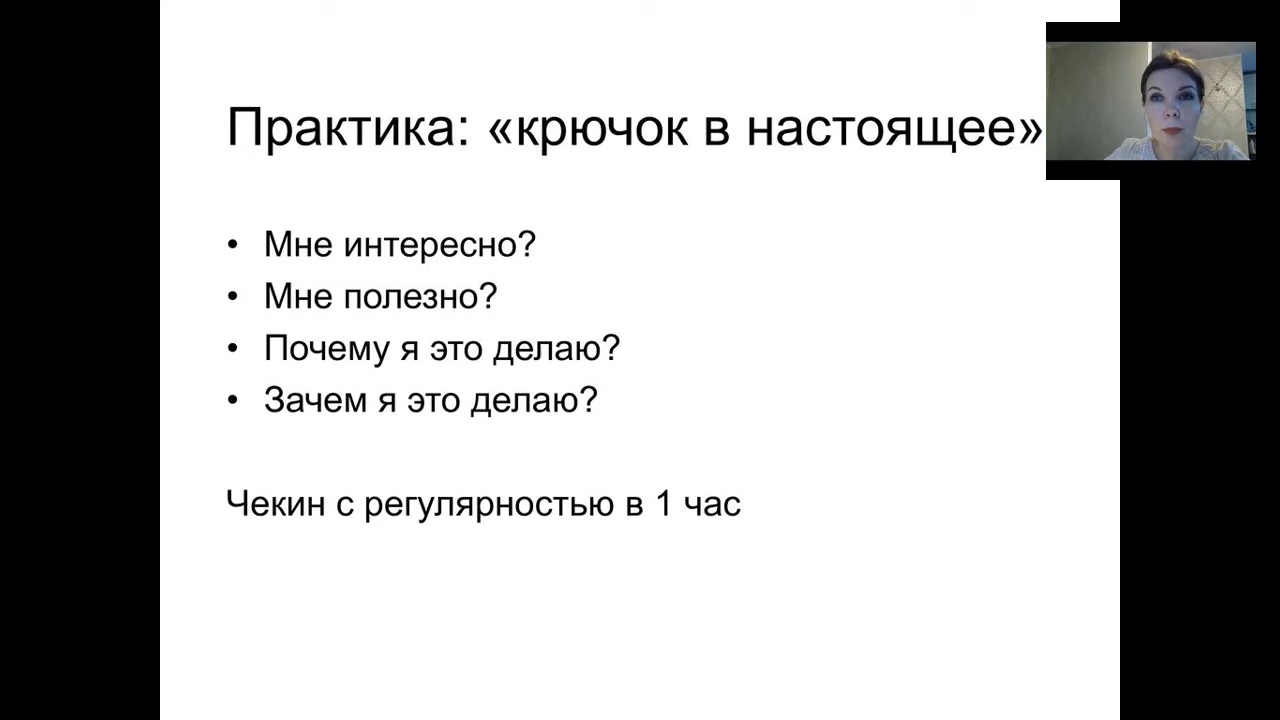 Практика: «крючок в настоящее»
• Мне интересно?
• Мне полезно?
• Почему я это делаю?
• Зачем я это делаю?
Чекин с регулярностью в 1 час